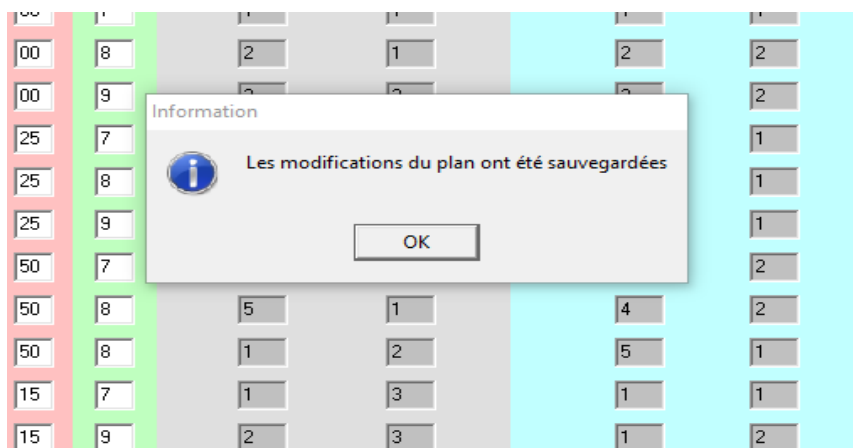 00 8 2 1 2 2
00 9 2
Information
25 7 1
Les modifications du plan ont été sauvegardées
25 8 1
25 9 1
OK
50 7 2
50 8 5 1 4 2
50 8 1 2 5 1
15 7 1 3 1 1
15 9 2 3 1 2